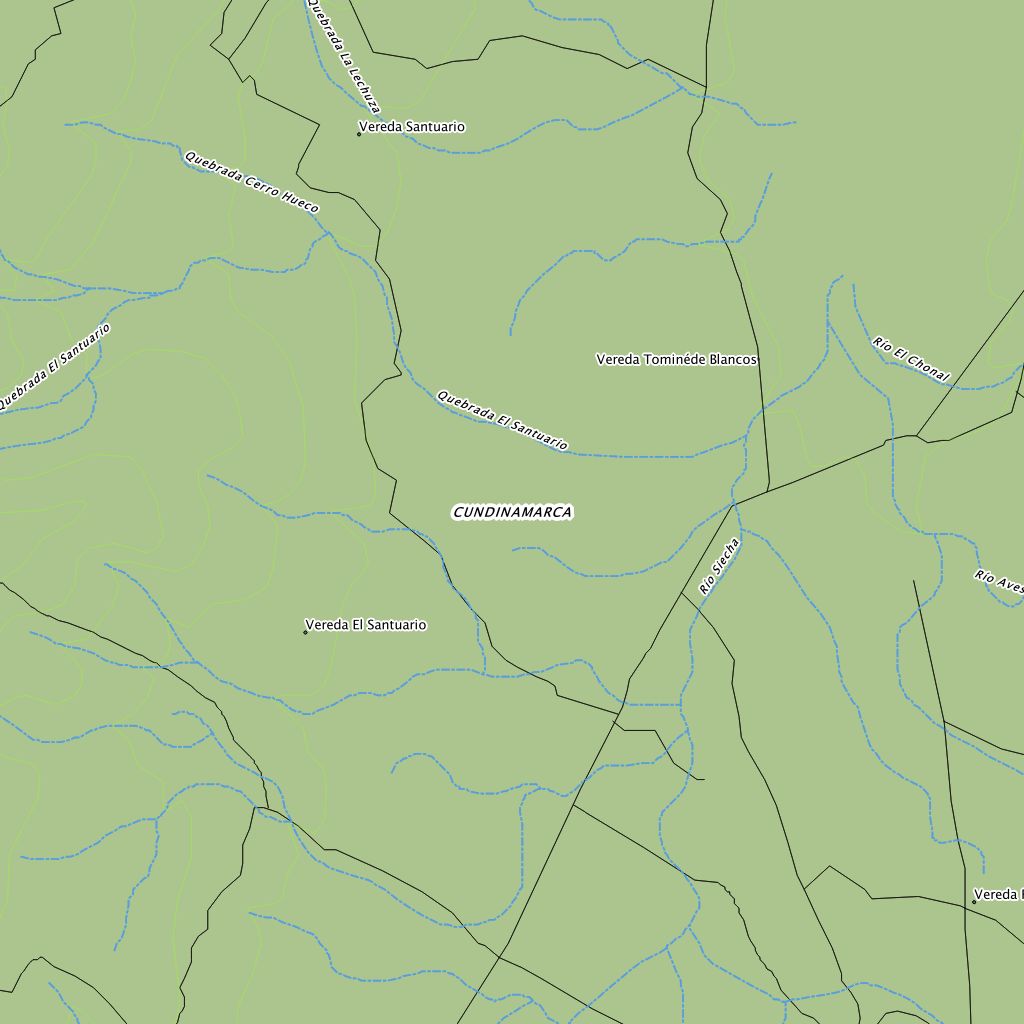 Quebrada La Lechuza
Vereda Santuario
Quebrada Cerro Hueco
Quebrada El Santuario
Vereda Tominéde Blancos
Río El Chonal
Quebrada El Santuario
CUNDINAMARCA
Río Siecha
Río Aves
Vereda El Santuario
Vereda